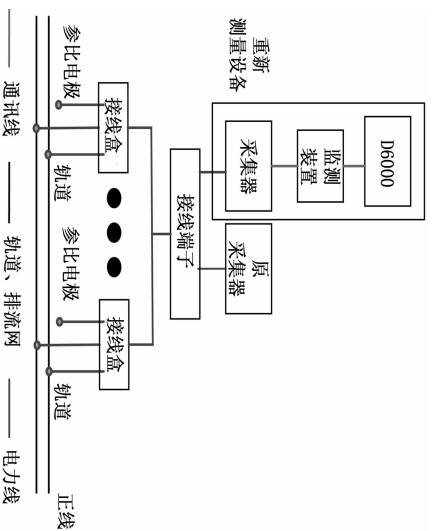 重新
测量设备
D6000
监测
装置
采集器
原
采集器
接线端子
接线盒
接线盒
参比电极
轨道
参比电极
轨道
正线
通讯线
轨道、排流网
电力线